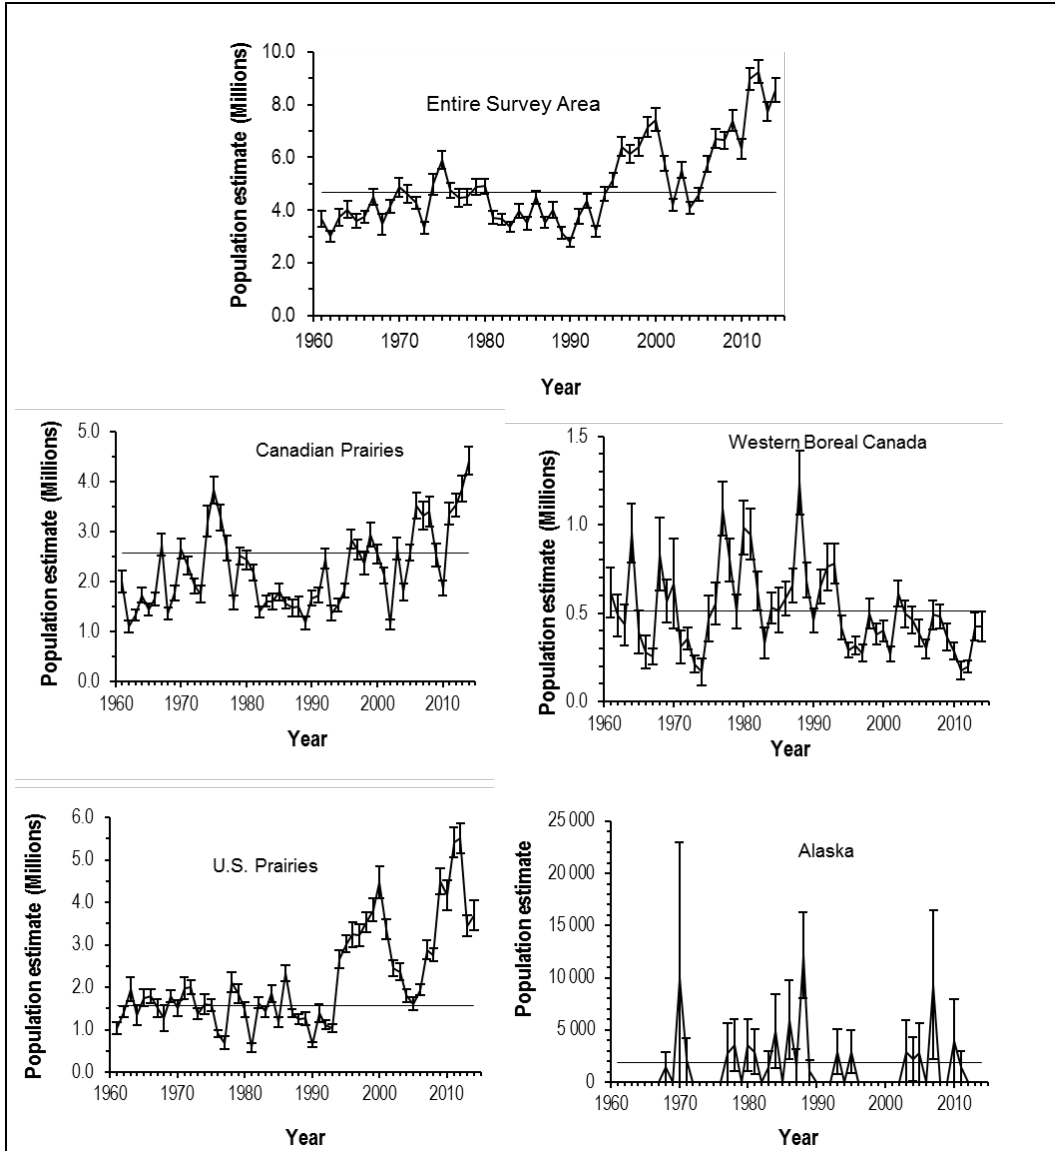 Entire Survey Area
Population estimate (Millions)
10.0
8.0
6.0
4.0
2.0
0.0
1960 1970 1980 1990 2000 2010
Year
Canadian Prairies
Population estimate (Millions)
5.0
4.0
3.0
2.0
1.0
0.0
1960 1970 1980 1990 2000 2010
Year
Western Boreal Canada
Population estimate (Millions)
1.5
1.0
0.5
0.0
1960 1970 1980 1990 2000 2010
Year
U.S. Prairies
Population estimate (Millions)
6.0
5.0
4.0
3.0
2.0
1.0
0.0
1960 1970 1980 1990 2000 2010
Year
Alaska
Population estimate
25 000
20 000
15 000
10000
5 000
0
1960 1970 1980 1990 2000 2010
Year